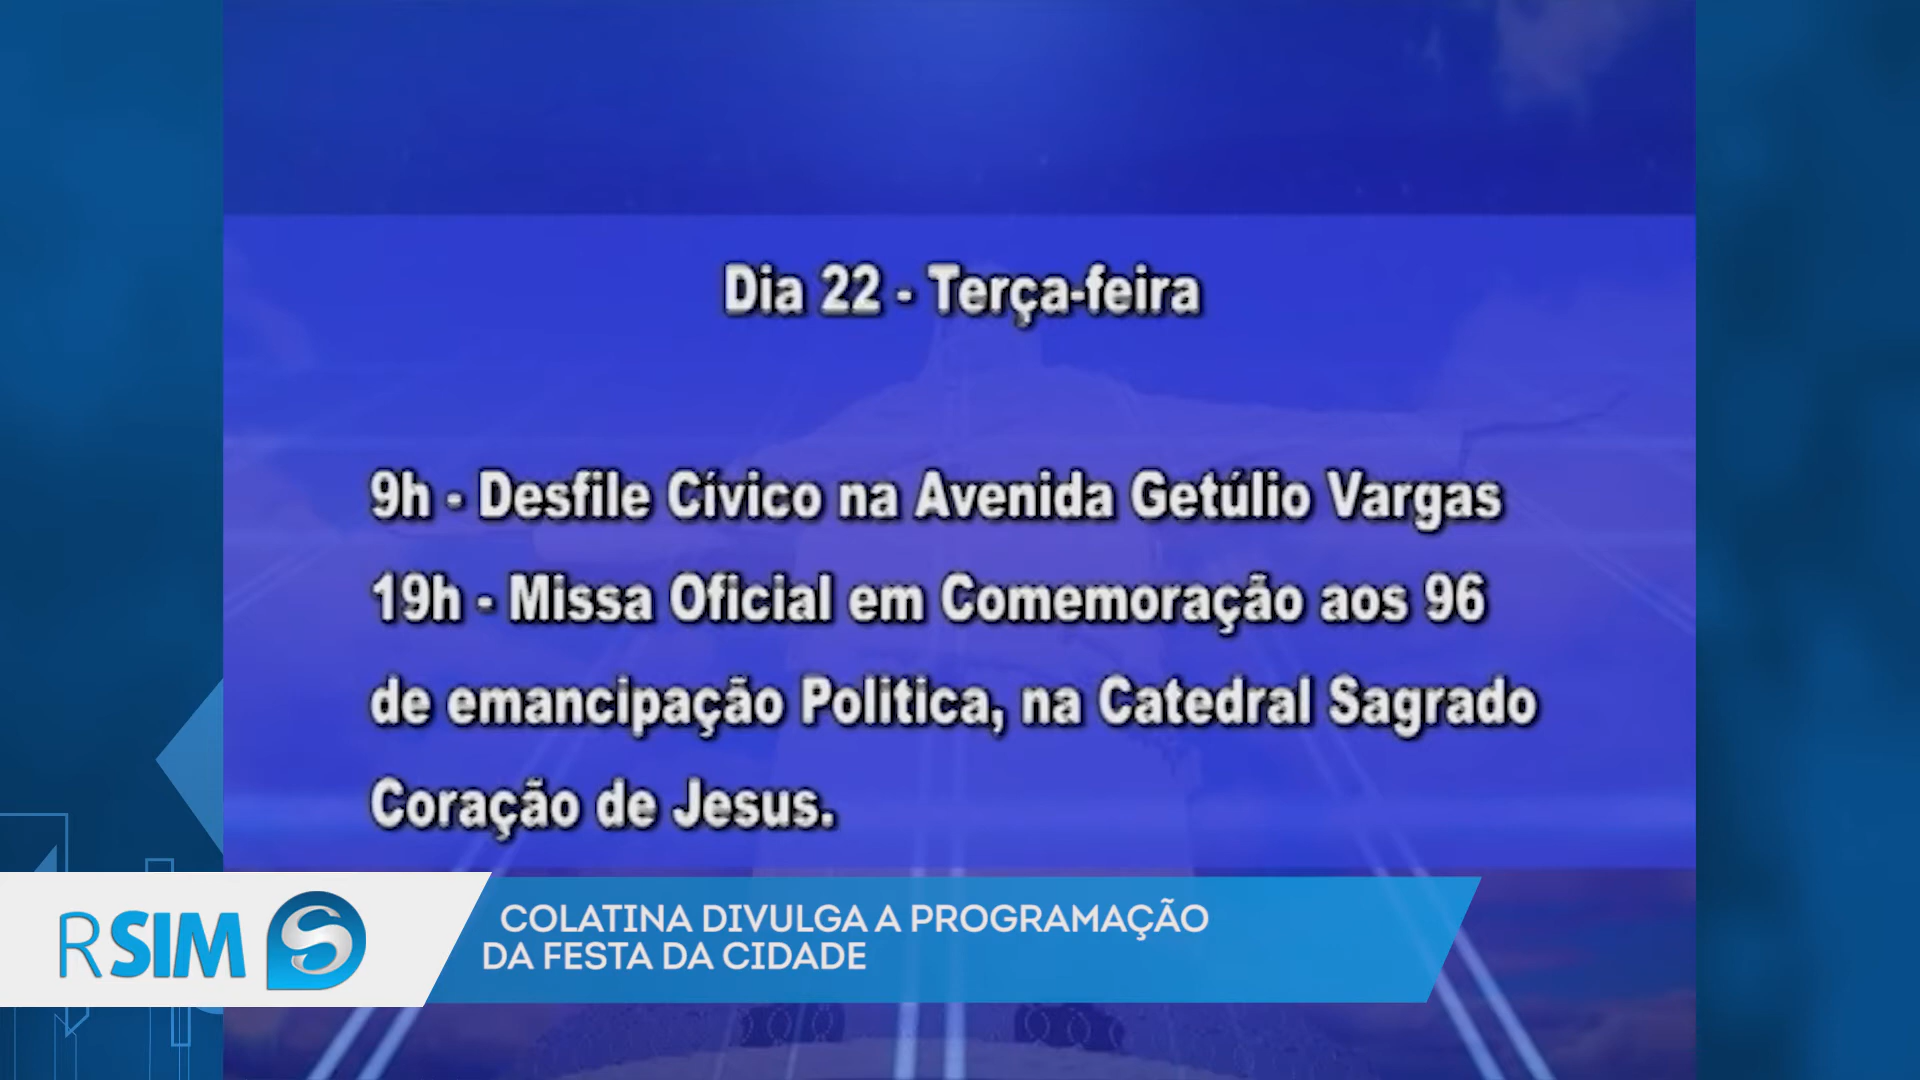 Dia 22 - Terça-feira
9h - Desfile Cívico na Avenida Getúlio Vargas
19h - Missa Oficial em Comemoração aos 96
de emancipação Politica, na Catedral Sagrado
Coração de Jesus.
RSIM S
COLATINA DIVULGA A PROGRAMAÇÃO
DA FESTA DA CIDADE